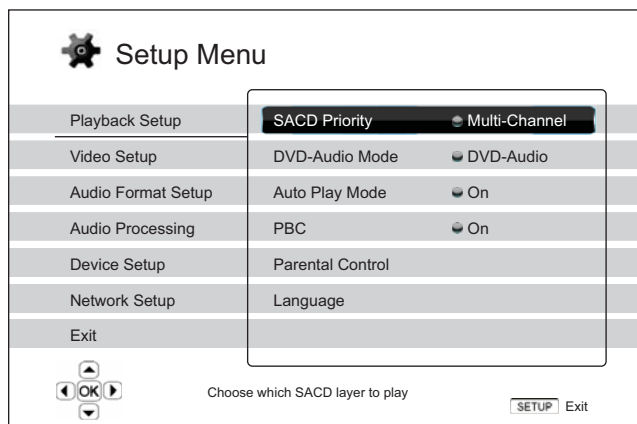 Setup Menu
Playback Setup
SACD Priority Multi-Channel
Video Setup
DVD-Audio Mode DVD-Audio
Audio Format Setup
Auto Play Mode On
Audio Processing
PBC On
Device Setup
Parental Control
Network Setup
Language
Exit
OK
Choose which SACD layer to play
SETUP Exit